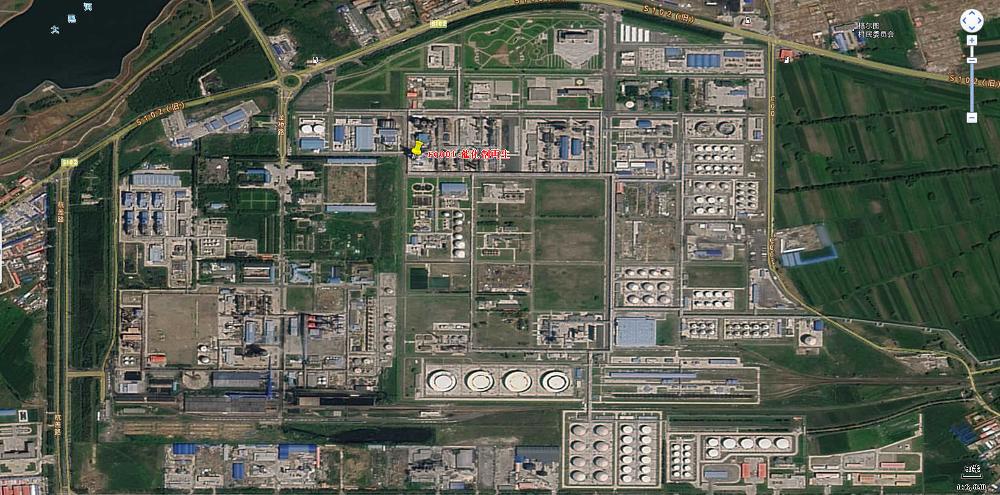 河
黑
大
S102(旧)
S102
S102(旧)
格尔图
村民委员会
S102(旧)
C001
S102(旧)
金桥路
PQ001:催化剂再生
S102
杭盖路
C001
杭盖路
50米
1:6,840